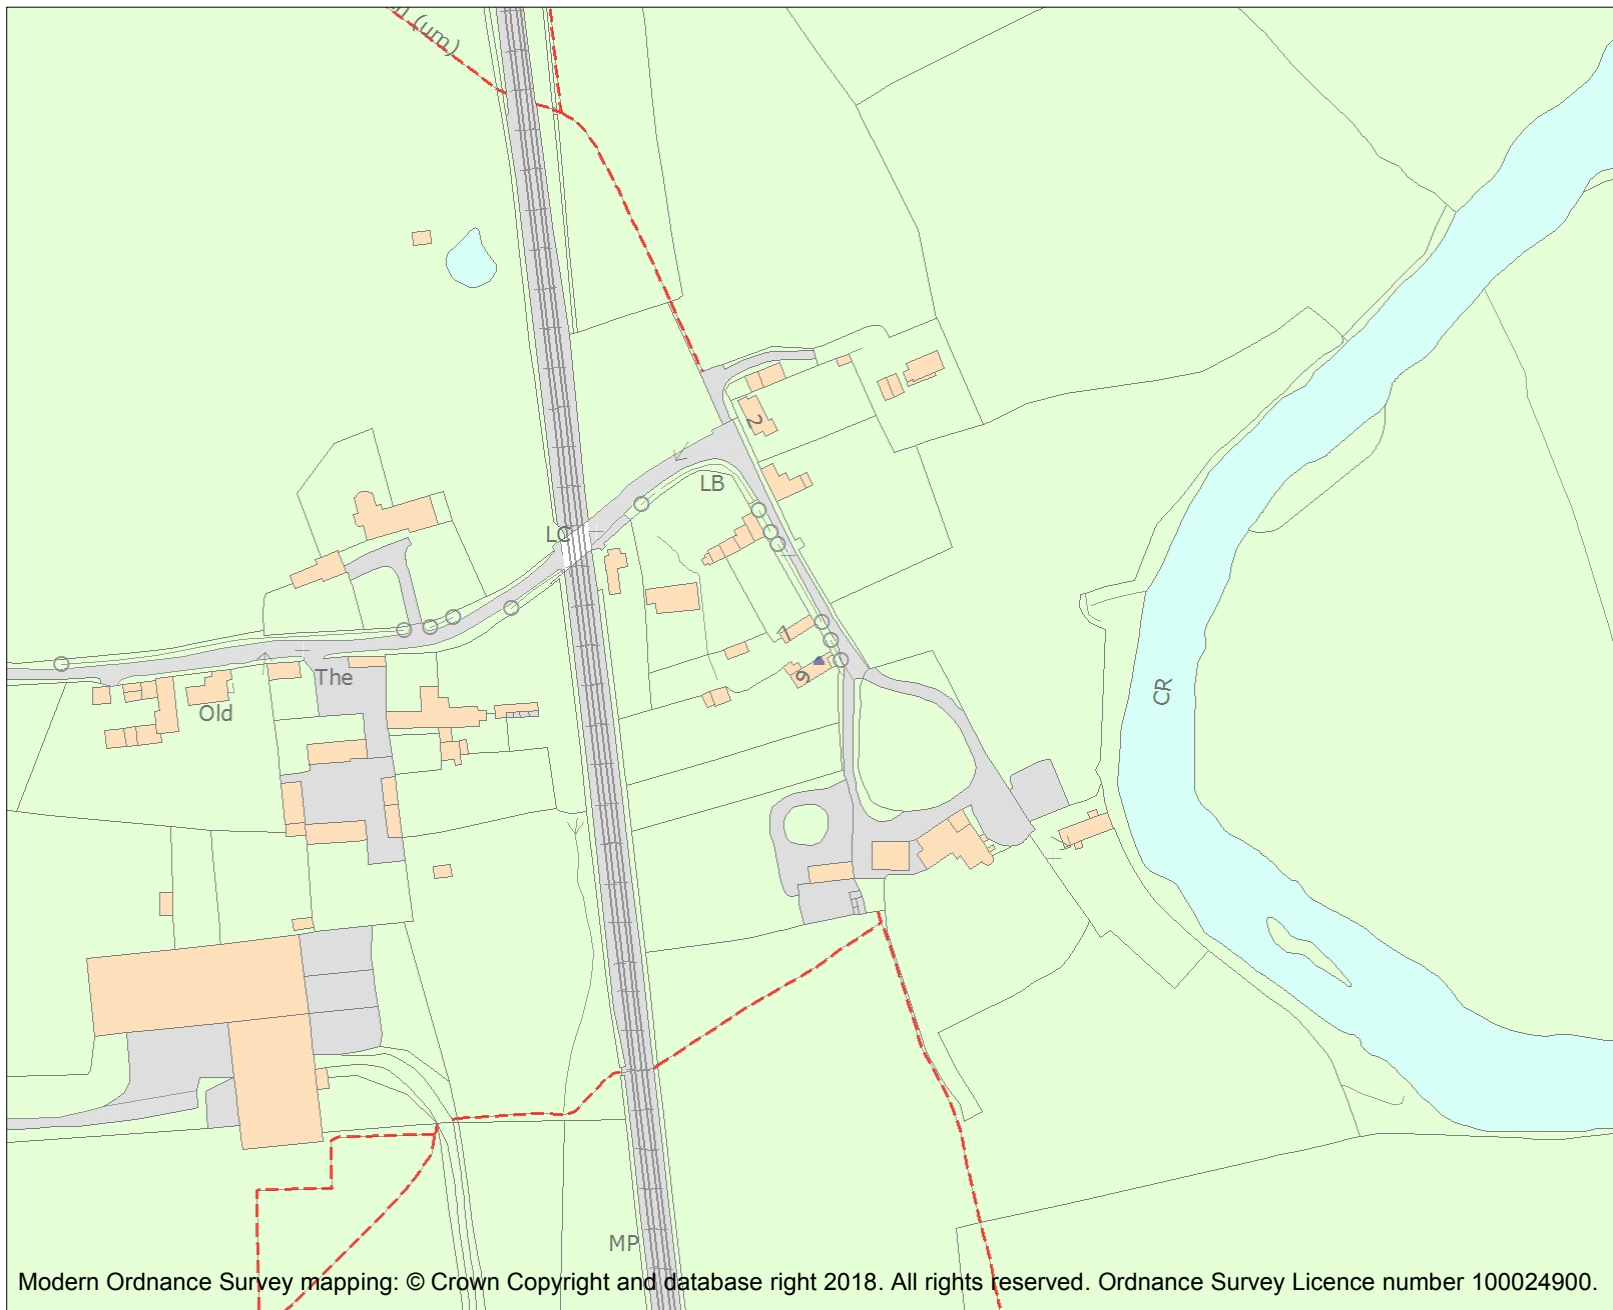 (um)
2
LB
LC
7
The
6
Old
CR
MP
Modern Ordnance Survey mapping: © Crown Copyright and database right 2018. All rights reserved. Ordnance Survey Licence number 100024900.